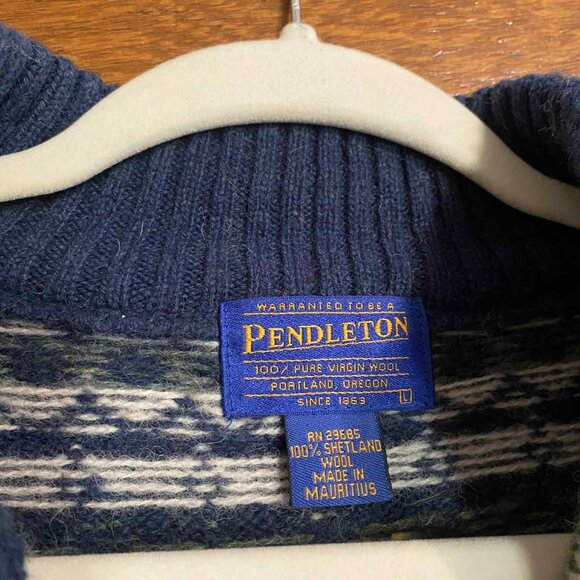 WARRANTED TO BE A
PENDLETON
100% PURE VIRGIN WOOL
PORTLAND, OREGON
SINCE 1863
L
RN 29685
100% SHETLAND
WOOL
MADE IN
MAURITIUS